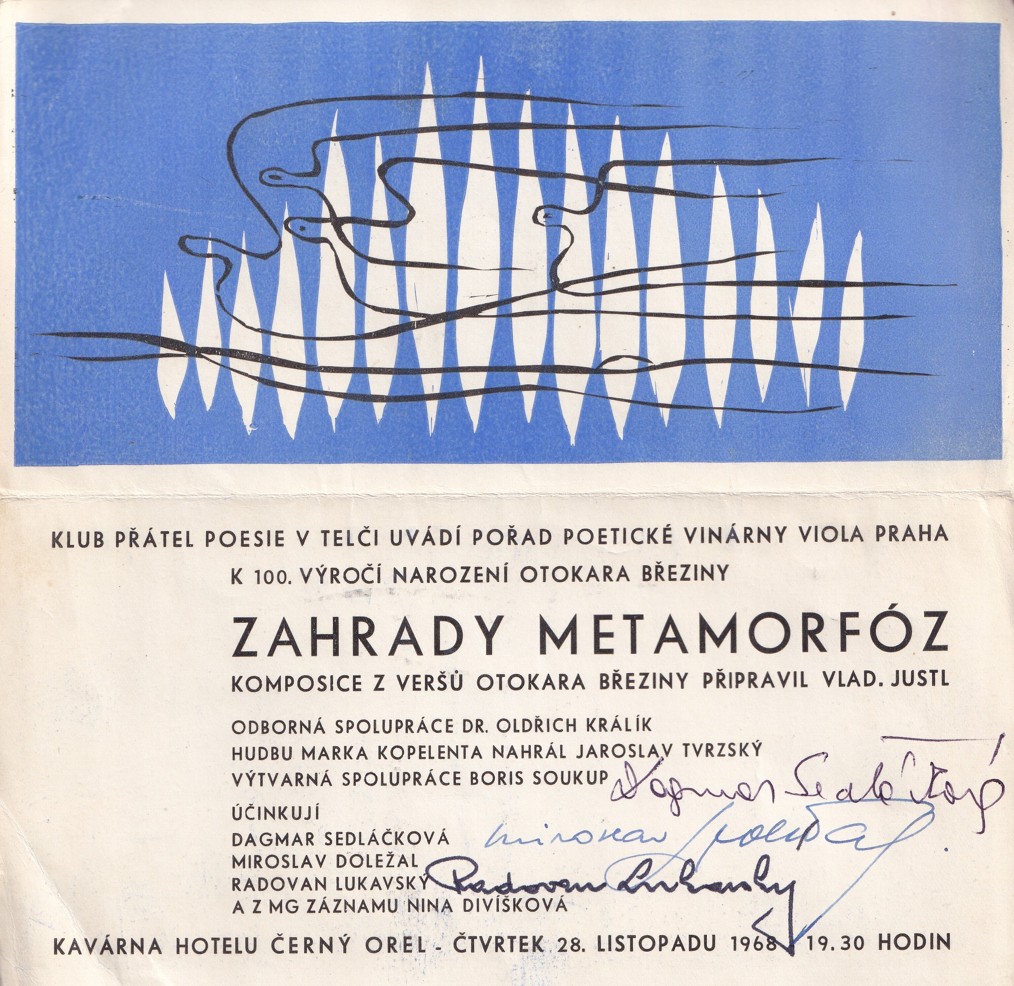 KLUB PŘÁTEL POESIE V TELČI UVÁDÍ POŘAD POETICKÉ VINÁRNY VIOLA PRAHA
K 100. VÝROČÍ NAROZENÍ OTOKARA BŘEZINY
ZAHRADY METAMORFÓZ
KOMPOSICE Z VERŠŮ OTOKARA BŘEZINY PŘIPRAVIL VLAD. JUSTL
ODBORNÁ SPOLUPRÁCE DR. OLDŘICH KRÁLÍK
HUDBU MARKA KOPELENTA NAHRÁL JAROSLAV TVRZSKÝ
VÝTVARNÁ SPOLUPRÁCE BORIS SOUKUP
Dagmar Sedláčková
ÚČINKUJÍ
DAGMAR SEDLÁČKOVÁ
Miroslav Doležal
MIROSLAV DOLEŽAL
RADOVAN LUKAVSKÝ Radovan Lukavský
A Z MG ZÁZNAMU NINA DIVÍŠKOVÁ
KAVÁRNA HOTELU ČERNÝ OREL - ČTVRTEK 28. LISTOPADU 1968 19.30 HODIN